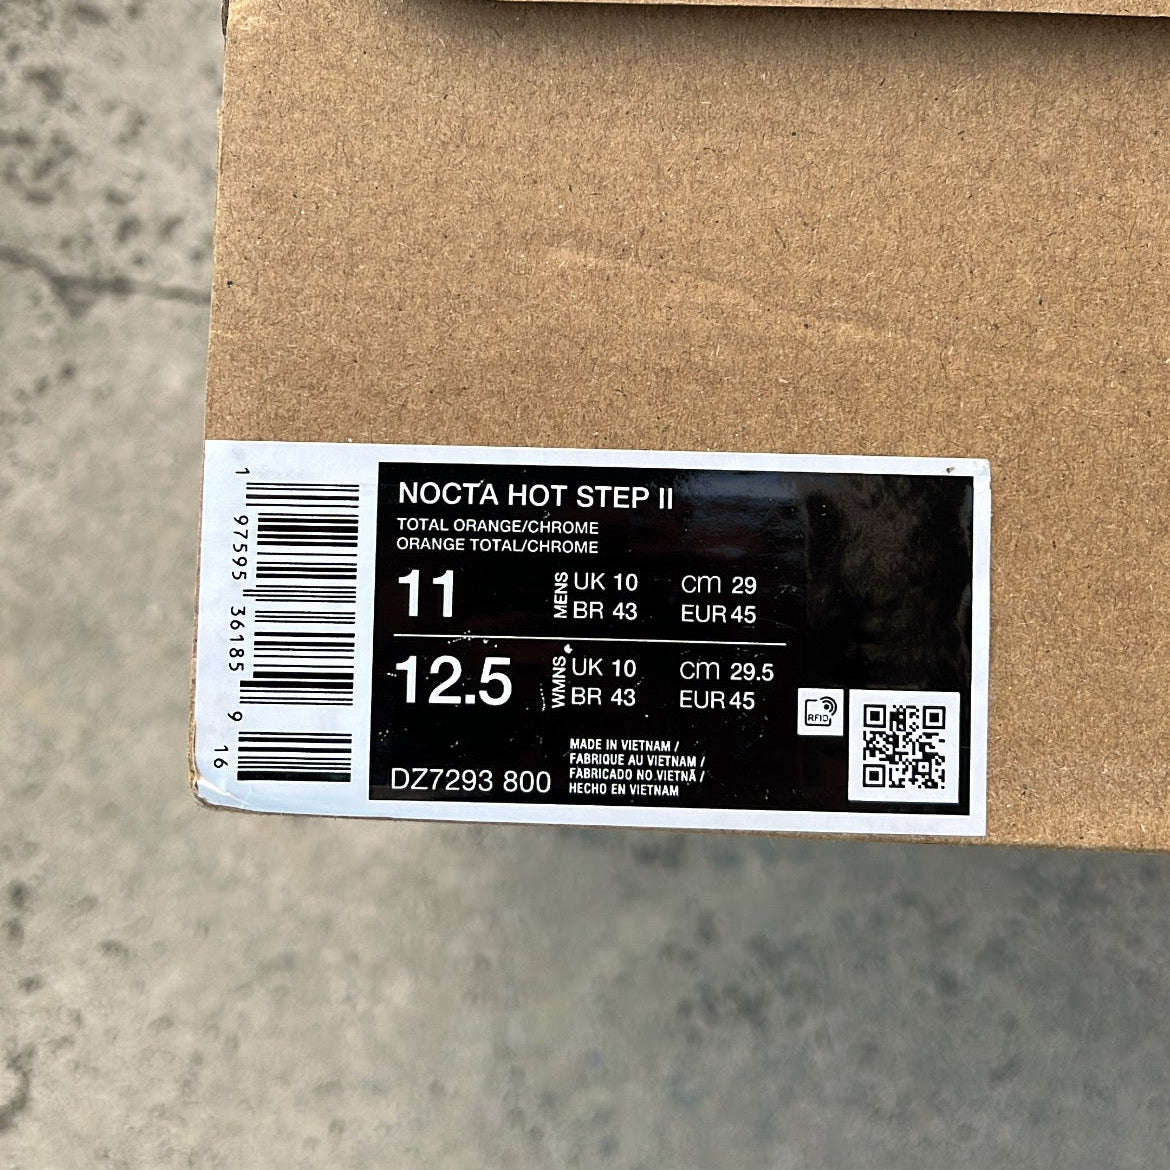 1 97595 36185 9 16
NOCTA HOT STEP II
TOTAL ORANGE/CHROME
ORANGE TOTAL/CHROME
11 MENS UK 10 cm 29
BR 43 EUR 45
12.5 WMNS UK 10 cm 29.5
BR 43 EUR 45
RFID
MADE IN VIETNAM /
FABRIQUE AU VIETNAM /
FABRICADO NO VIETNÃ /
HECHO EN VIETNAM
DZ7293 800